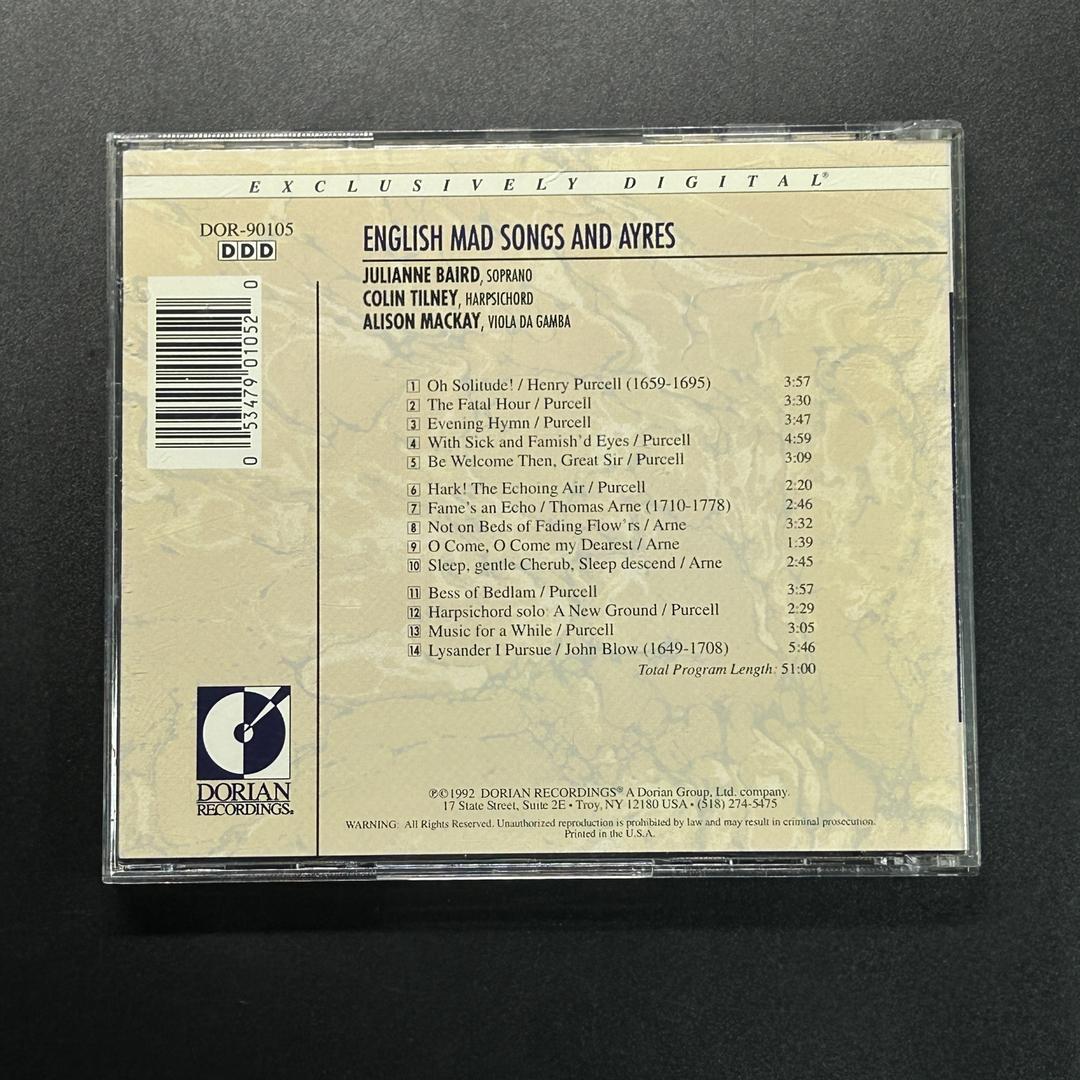 EXCLUSIVELY DIGITAL®
DOR-90105
DDD
ENGLISH MAD SONGS AND AYRES
JULIANNE BAIRD, SOPRANO
COLIN TILNEY, HARPSICHORD
ALISON MACKAY, VIOLA DA GAMBA
0 53479 01052 0
1 Oh Solitude! / Henry Purcell (1659-1695) 3:57
2 The Fatal Hour / Purcell 3:30
3 Evening Hymn / Purcell 3:47
4 With Sick and Famish'd Eyes / Purcell 4:59
5 Be Welcome Then, Great Sir / Purcell 3:09
6 Hark! The Echoing Air / Purcell 2:20
7 Fame's an Echo / Thomas Arne (1710-1778) 2:46
8 Not on Beds of Fading Flow'rs / Arne 3:32
9 O Come, O Come my Dearest / Arne 1:39
10 Sleep, gentle Cherub, Sleep descend / Arne 2:45
11 Bess of Bedlam / Purcell 3:57
12 Harpsichord solo: A New Ground / Purcell 2:29
13 Music for a While / Purcell 3:05
14 Lysander I Pursue / John Blow (1649-1708) 5:46
Total Program Length: 51:00
DORIAN
RECORDINGS®
℗©1992 DORIAN RECORDINGS® A Dorian Group, Ltd. company.
17 State Street, Suite 2E • Troy, NY 12180 USA • (518) 274-5475
WARNING: All Rights Reserved. Unauthorized reproduction is prohibited by law and may result in criminal prosecution.
Printed in the U.S.A.